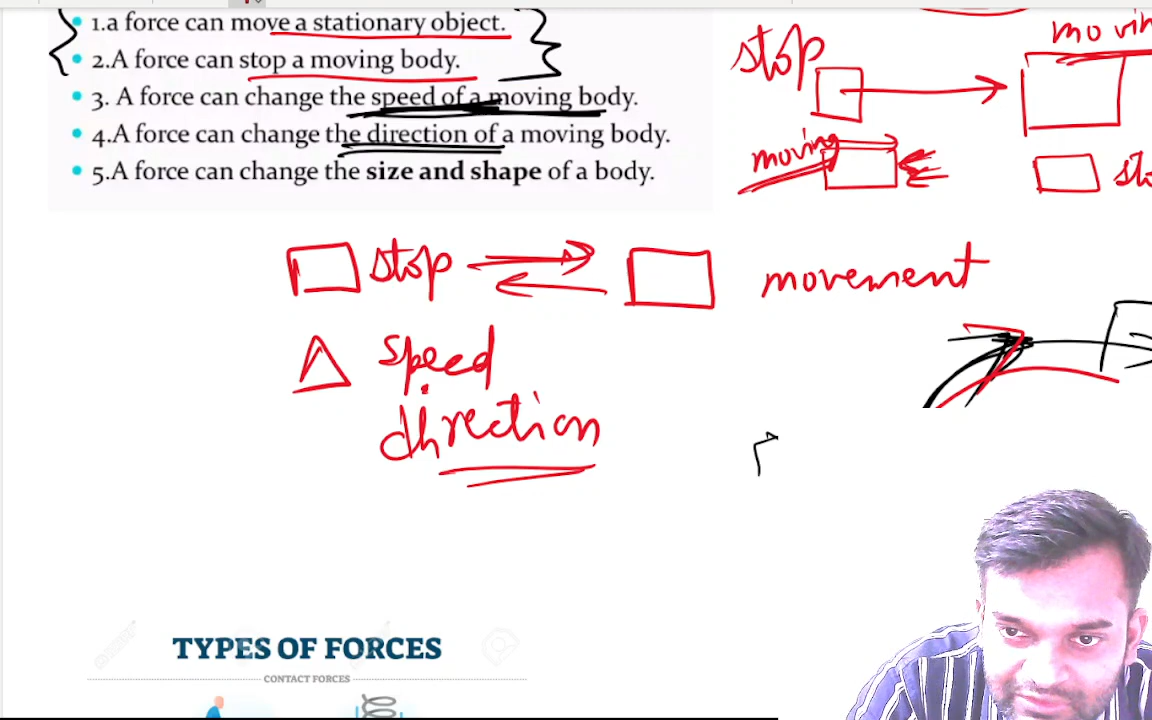 1.a force can move a stationary object.
2.A force can stop a moving body.
3. A force can change the speed of a moving body.
4.A force can change the direction of a moving body.
5.A force can change the size and shape of a body.
stop
moving
stop movement
Δ speed
direction
TYPES OF FORCES
CONTACT FORCES